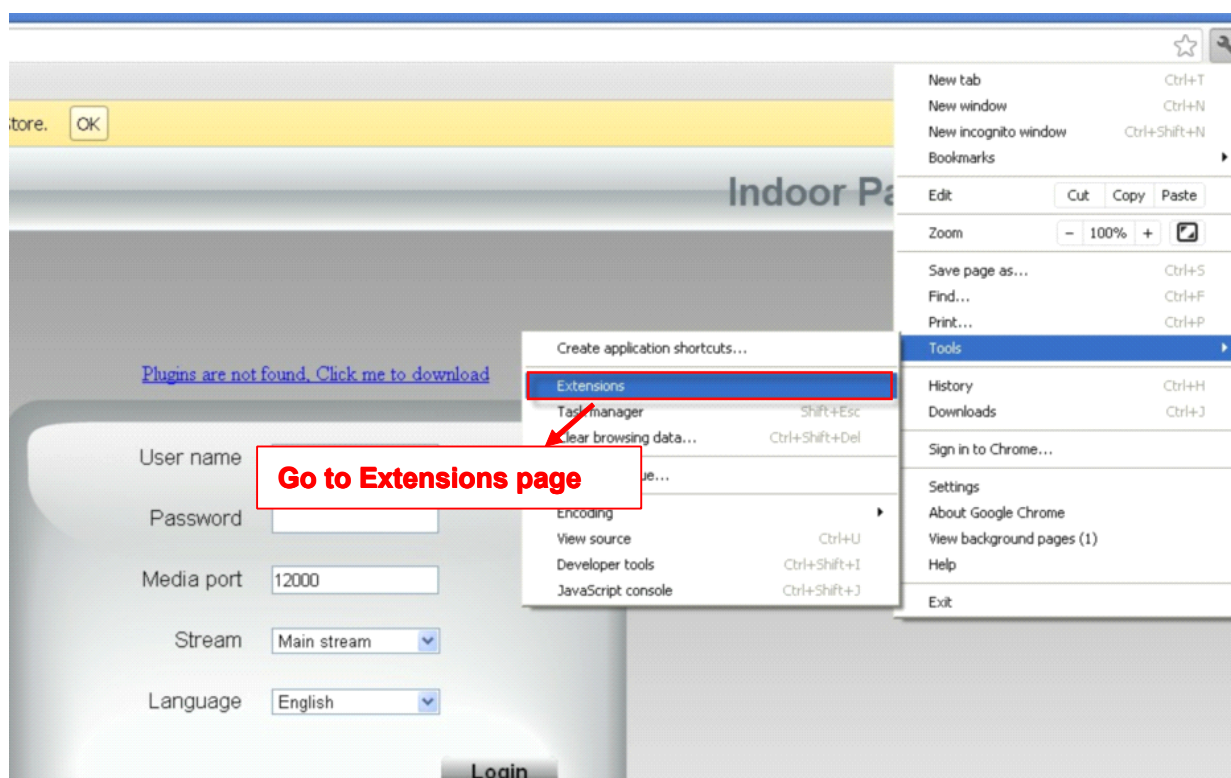 tore. OK
Indoor Pa
Plugins are not found, Click me to download
User name
Password
Media port 12000
Stream Main stream
Language English
Login
New tab Ctrl+T
New window Ctrl+N
New incognito window Ctrl+Shift+N
Bookmarks
Edit Cut Copy Paste
Zoom - 100% +
Save page as... Ctrl+S
Find... Ctrl+F
Print... Ctrl+P
Tools
History Ctrl+H
Downloads Ctrl+J
Sign in to Chrome...
Settings
About Google Chrome
View background pages (1)
Help
Exit
Create application shortcuts...
Extensions
Task manager Shift+Esc
Clear browsing data... Ctrl+Shift+Del
ue...
Encoding
View source Ctrl+U
Developer tools Ctrl+Shift+I
JavaScript console Ctrl+Shift+J
Go to Extensions page